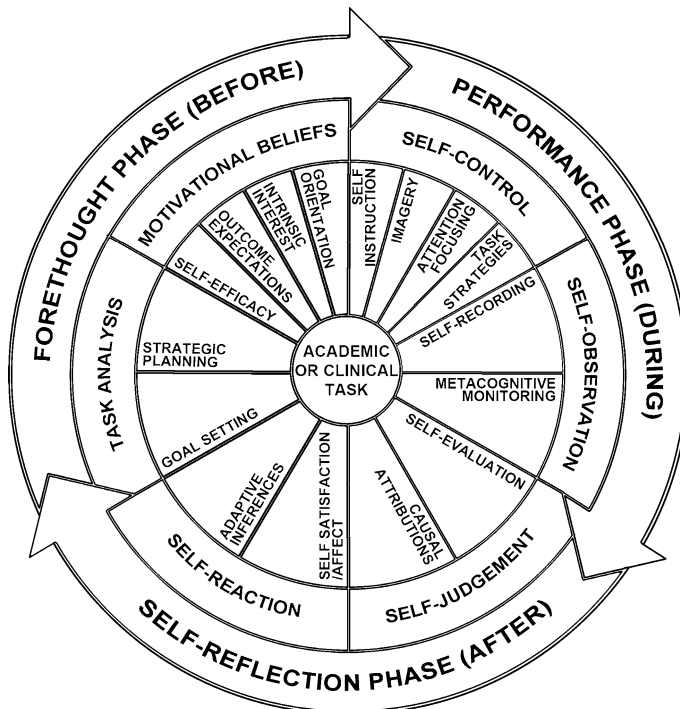 FORETHOUGHT PHASE (BEFORE)
PERFORMANCE PHASE (DURING)
SELF-REFLECTION PHASE (AFTER)
MOTIVATIONAL BELIEFS
SELF-CONTROL
SELF-OBSERVATION
SELF-JUDGEMENT
SELF-REACTION
TASK ANALYSIS
GOAL SETTING
STRATEGIC
PLANNING
SELF-EFFICACY
OUTCOME
EXPECTATIONS
INTRINSIC
INTEREST
GOAL
ORIENTATION
SELF
INSTRUCTION
IMAGERY
ATTENTION
FOCUSING
TASK
STRATEGIES
SELF-RECORDING
METACOGNITIVE
MONITORING
SELF-EVALUATION
CAUSAL
ATTRIBUTIONS
SELF SATISFACTION
/AFFECT
ADAPTIVE
INFERENCES
ACADEMIC
OR CLINICAL
TASK